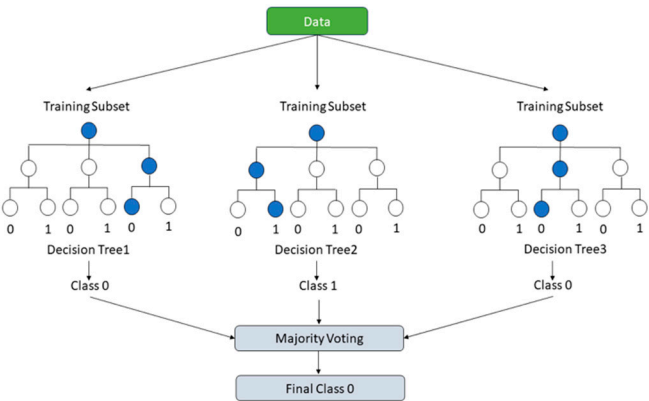 Data
Training Subset Training Subset Training Subset
0 1 0 1 0 1 0 1 0 1 0 1 0 1 0 1 0 1
Decision Tree1 Decision Tree2 Decision Tree3
Class 0 Class 1 Class 0
Majority Voting
Final Class 0